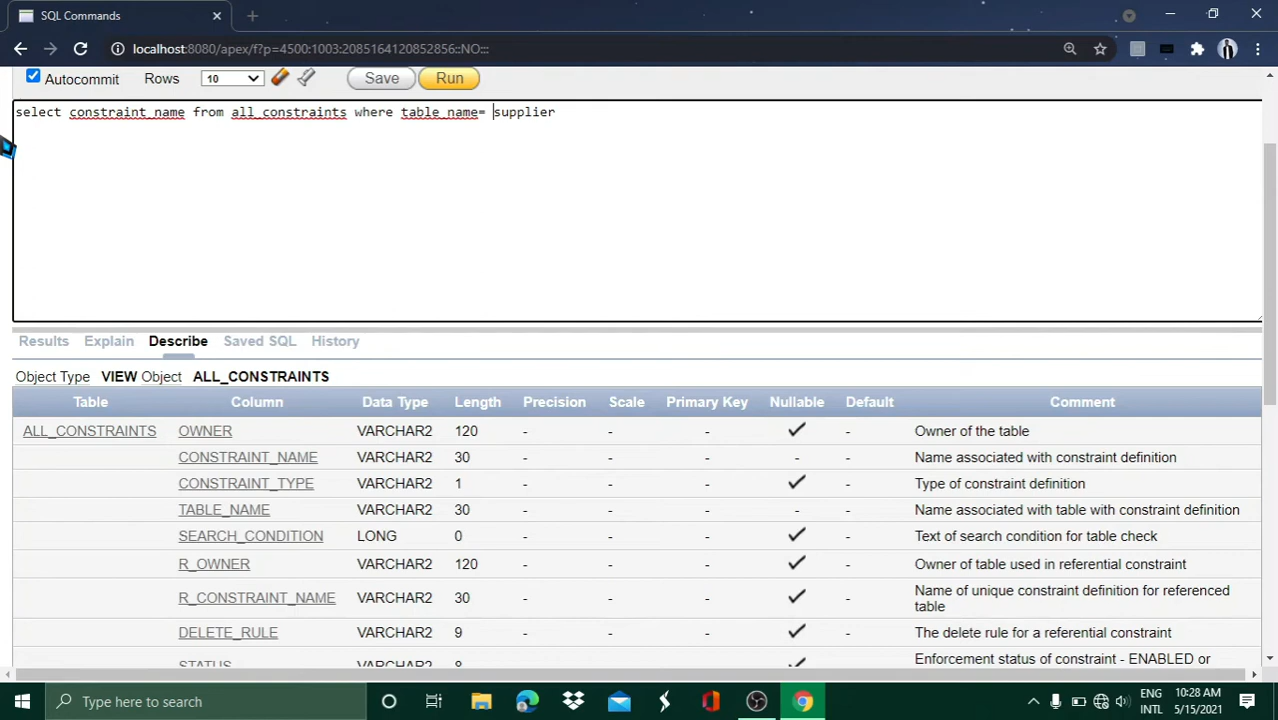 SQL Commands
localhost:8080/apex/f?p=4500:1003:2085164120852856::NO:::
Autocommit Rows 10 Save Run
select constraint_name from all_constraints where table_name= supplier
Results Explain Describe Saved SQL History
Object Type VIEW Object ALL_CONSTRAINTS
Table Column Data Type Length Precision Scale Primary Key Nullable Default Comment
ALL_CONSTRAINTS OWNER VARCHAR2 120 - - - - Owner of the table
CONSTRAINT_NAME VARCHAR2 30 - - - - - Name associated with constraint definition
CONSTRAINT_TYPE VARCHAR2 1 - - - - Type of constraint definition
TABLE_NAME VARCHAR2 30 - - - - - Name associated with table with constraint definition
SEARCH_CONDITION LONG 0 - - - - Text of search condition for table check
R_OWNER VARCHAR2 120 - - - - Owner of table used in referential constraint
R_CONSTRAINT_NAME VARCHAR2 30 - - - - Name of unique constraint definition for referenced
table
DELETE_RULE VARCHAR2 9 - - - - The delete rule for a referential constraint
STATUS VARCHAR2 8 - - - - Enforcement status of constraint - ENABLED or
Type here to search
ENG 10:28 AM
INTL 5/15/2021